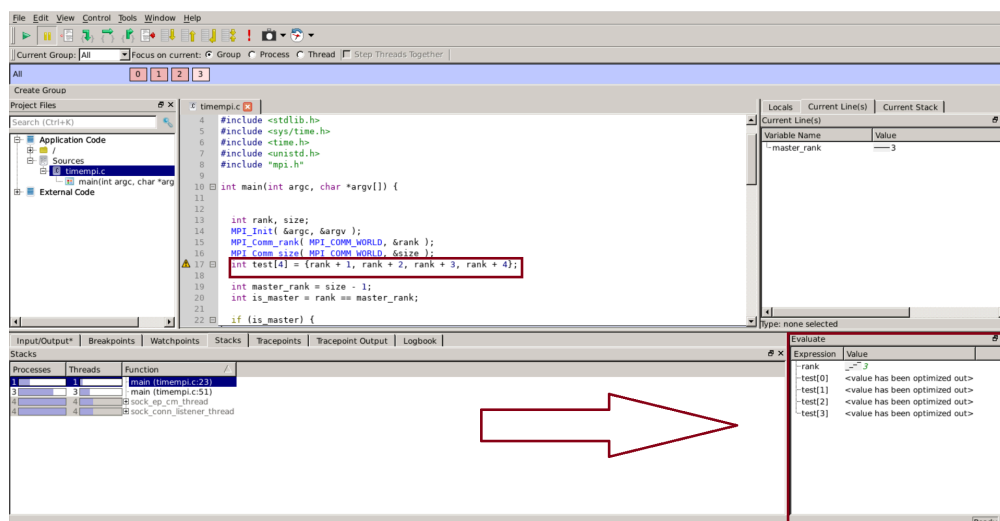 File Edit View Control Tools Window Help
Current Group: All Focus on current: Group Process Thread Step Threads Together
All 0 1 2 3
Create Group
Project Files
Search (Ctrl+K)
Application Code
/
Sources
timempi.c
main(int argc, char *arg
External Code
timempi.c
4 #include <stdlib.h>
5 #include <sys/time.h>
6 #include <time.h>
7 #include <unistd.h>
8 #include "mpi.h"
9
10 int main(int argc, char *argv[]) {
11
12
13 int rank, size;
14 MPI_Init( &argc, &argv );
15 MPI_Comm_rank( MPI_COMM_WORLD, &rank );
16 MPI_Comm_size( MPI_COMM_WORLD, &size );
17 int test[4] = {rank + 1, rank + 2, rank + 3, rank + 4};
18
19 int master_rank = size - 1;
20 int is_master = rank == master_rank;
21
22 if (is_master) {
Locals Current Line(s) Current Stack
Current Line(s)
Variable Name Value
master_rank 3
Type: none selected
Input/Output* Breakpoints Watchpoints Stacks Tracepoints Tracepoint Output Logbook
Stacks
Processes Threads Function
1 1 main (timempi.c:23)
3 3 main (timempi.c:51)
4 4 sock_ep_cm_thread
4 4 sock_conn_listener_thread
Evaluate
Expression Value
rank 3
test[0] <value has been optimized out>
test[1] <value has been optimized out>
test[2] <value has been optimized out>
test[3] <value has been optimized out>
Ready